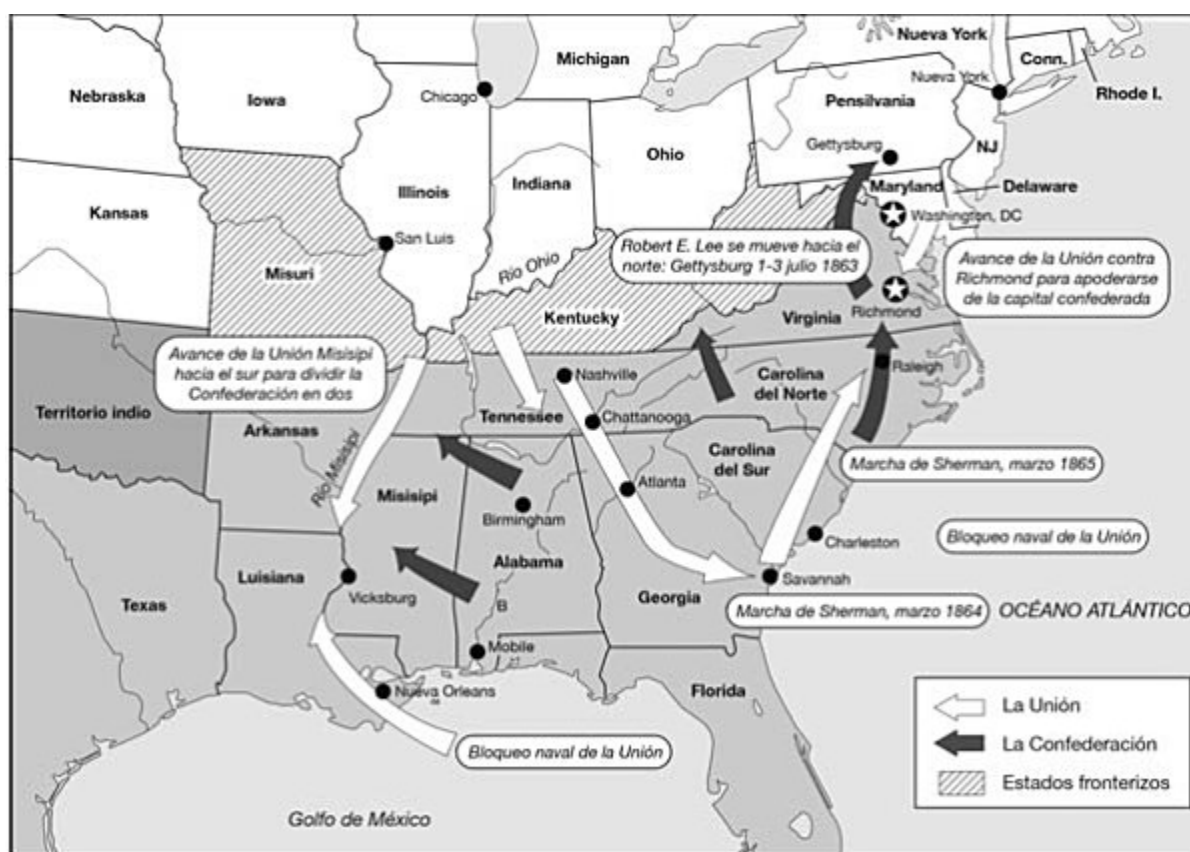 Nueva York
Michigan
Conn.
Nueva York
Rhode I.
Nebraska
Iowa
Chicago
Pensilvania
Gettysburg
NJ
Ohio
Illinois
Indiana
Maryland
Delaware
Kansas
Washington, DC
San Luis
Río Ohio
Robert E. Lee se mueve hacia el
norte: Gettysburg 1-3 julio 1863
Avance de la Unión contra
Richmond para apoderarse
de la capital confederada
Misuri
Kentucky
Virginia
Richmond
Avance de la Unión Misisipi
hacia el sur para dividir la
Confederación en dos
Nashville
Raleigh
Carolina
del Norte
Territorio indio
Tennessee
Chattanooga
Arkansas
Río Misisipi
Carolina
del Sur
Marcha de Sherman, marzo 1865
Misisipi
Atlanta
Birmingham
Charleston
Bloqueo naval de la Unión
Alabama
Luisiana
Savannah
Texas
Vicksburg
B
Georgia
Marcha de Sherman, marzo 1864
OCÉANO ATLÁNTICO
Mobile
Nueva Orleans
Florida
Bloqueo naval de la Unión
Golfo de México
La Unión
La Confederación
Estados fronterizos